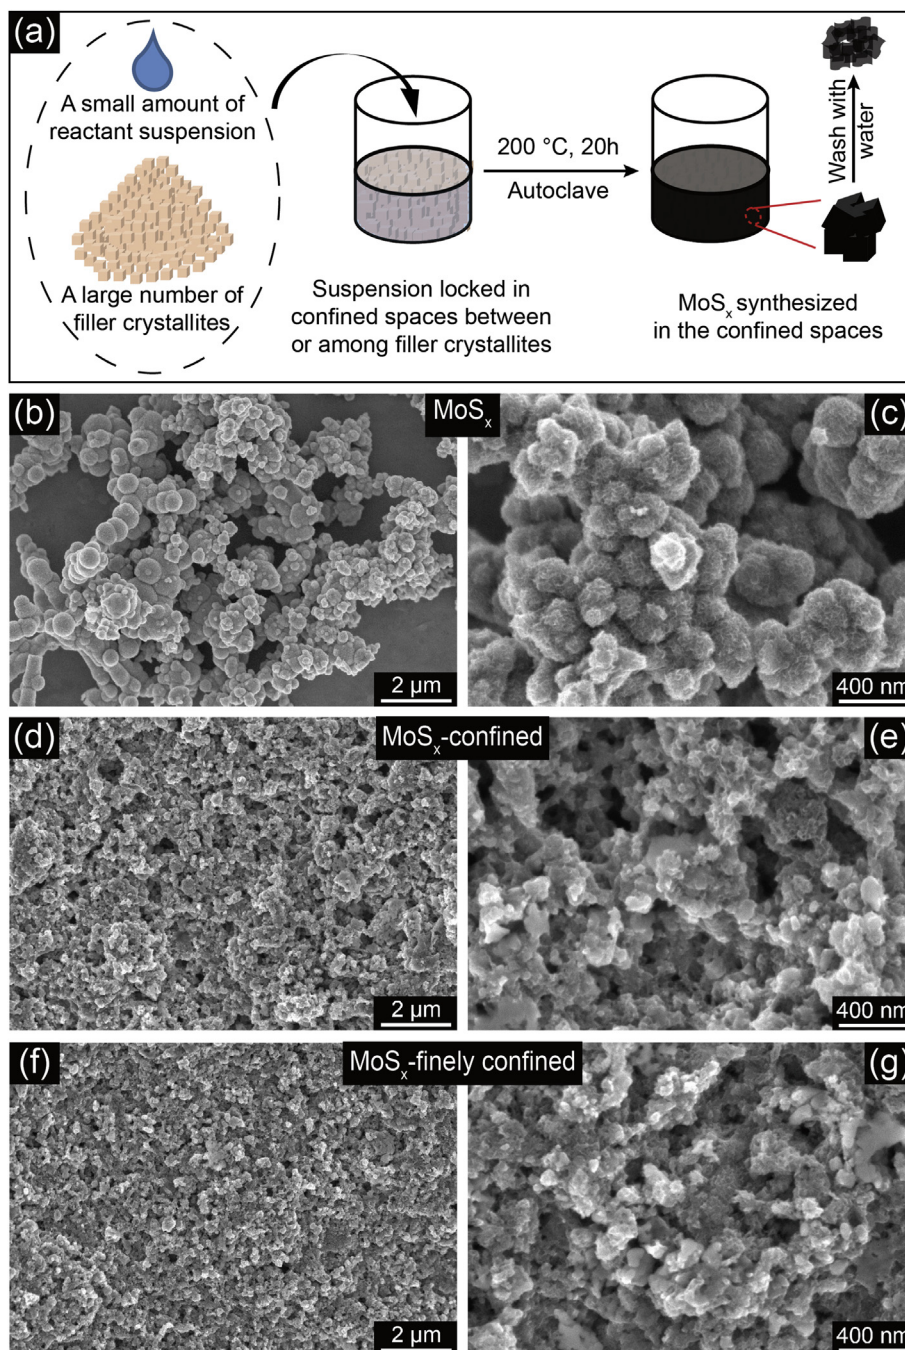 (a)
A small amount of
reactant suspension
A large number of
filler crystallites
Suspension locked in
confined spaces between
or among filler crystallites
200 °C, 20h
Autoclave
MoSₓ synthesized
in the confined spaces
Wash with
water
(b)
MoSₓ
(c)
2 µm
400 nm
(d)
MoSₓ-confined
(e)
2 µm
400 nm
(f)
MoSₓ-finely confined
(g)
2 µm
400 nm